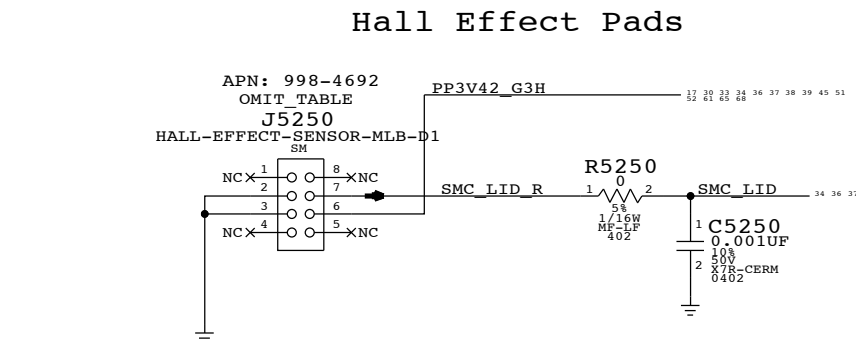 Hall Effect Pads
APN: 998-4692
OMIT_TABLE
J5250
HALL-EFFECT-SENSOR-MLB-D1
SM
PP3V42_G3H
17 30 33 34 36 37 38 39 45 51
52 61 65 68
NC 1 8 NC
2 7 SMC_LID_R
3 6
NC 4 5 NC
R5250
0
1 2
5%
1/16W
MF-LF
402
SMC_LID
34 36 37
1 C5250
0.001UF
10%
50V
2 X7R-CERM
0402